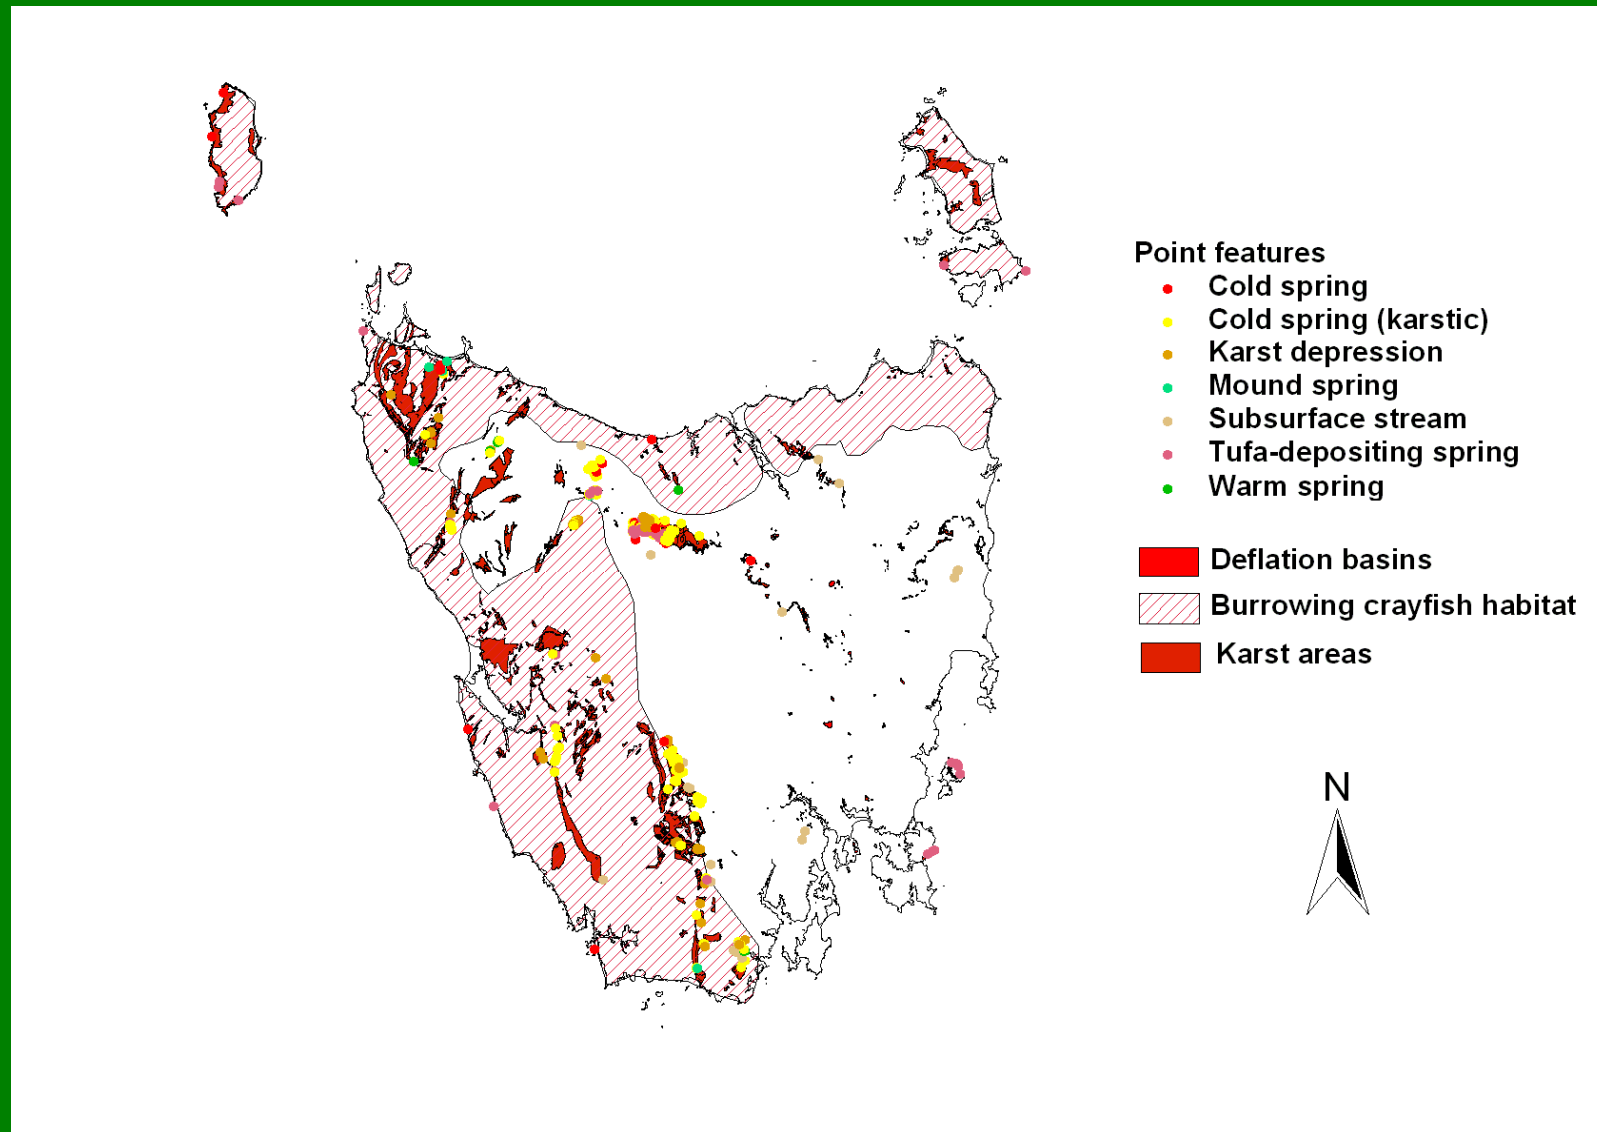 Point features
Cold spring
Cold spring (karstic)
Karst depression
Mound spring
Subsurface stream
Tufa-depositing spring
Warm spring
Deflation basins
Burrowing crayfish habitat
Karst areas
N